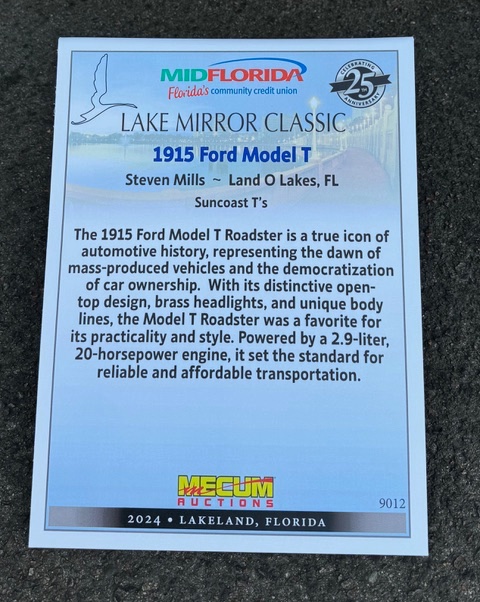 MIDFLORIDA
Florida's community credit union
CELEBRATING
25th
ANNIVERSARY
LAKE MIRROR CLASSIC
1915 Ford Model T
Steven Mills ~ Land O Lakes, FL
Suncoast T's
The 1915 Ford Model T Roadster is a true icon of
automotive history, representing the dawn of
mass-produced vehicles and the democratization
of car ownership. With its distinctive open-
top design, brass headlights, and unique body
lines, the Model T Roadster was a favorite for
its practicality and style. Powered by a 2.9-liter,
20-horsepower engine, it set the standard for
reliable and affordable transportation.
MECUM
AUCTIONS
9012
2024 • LAKELAND, FLORIDA